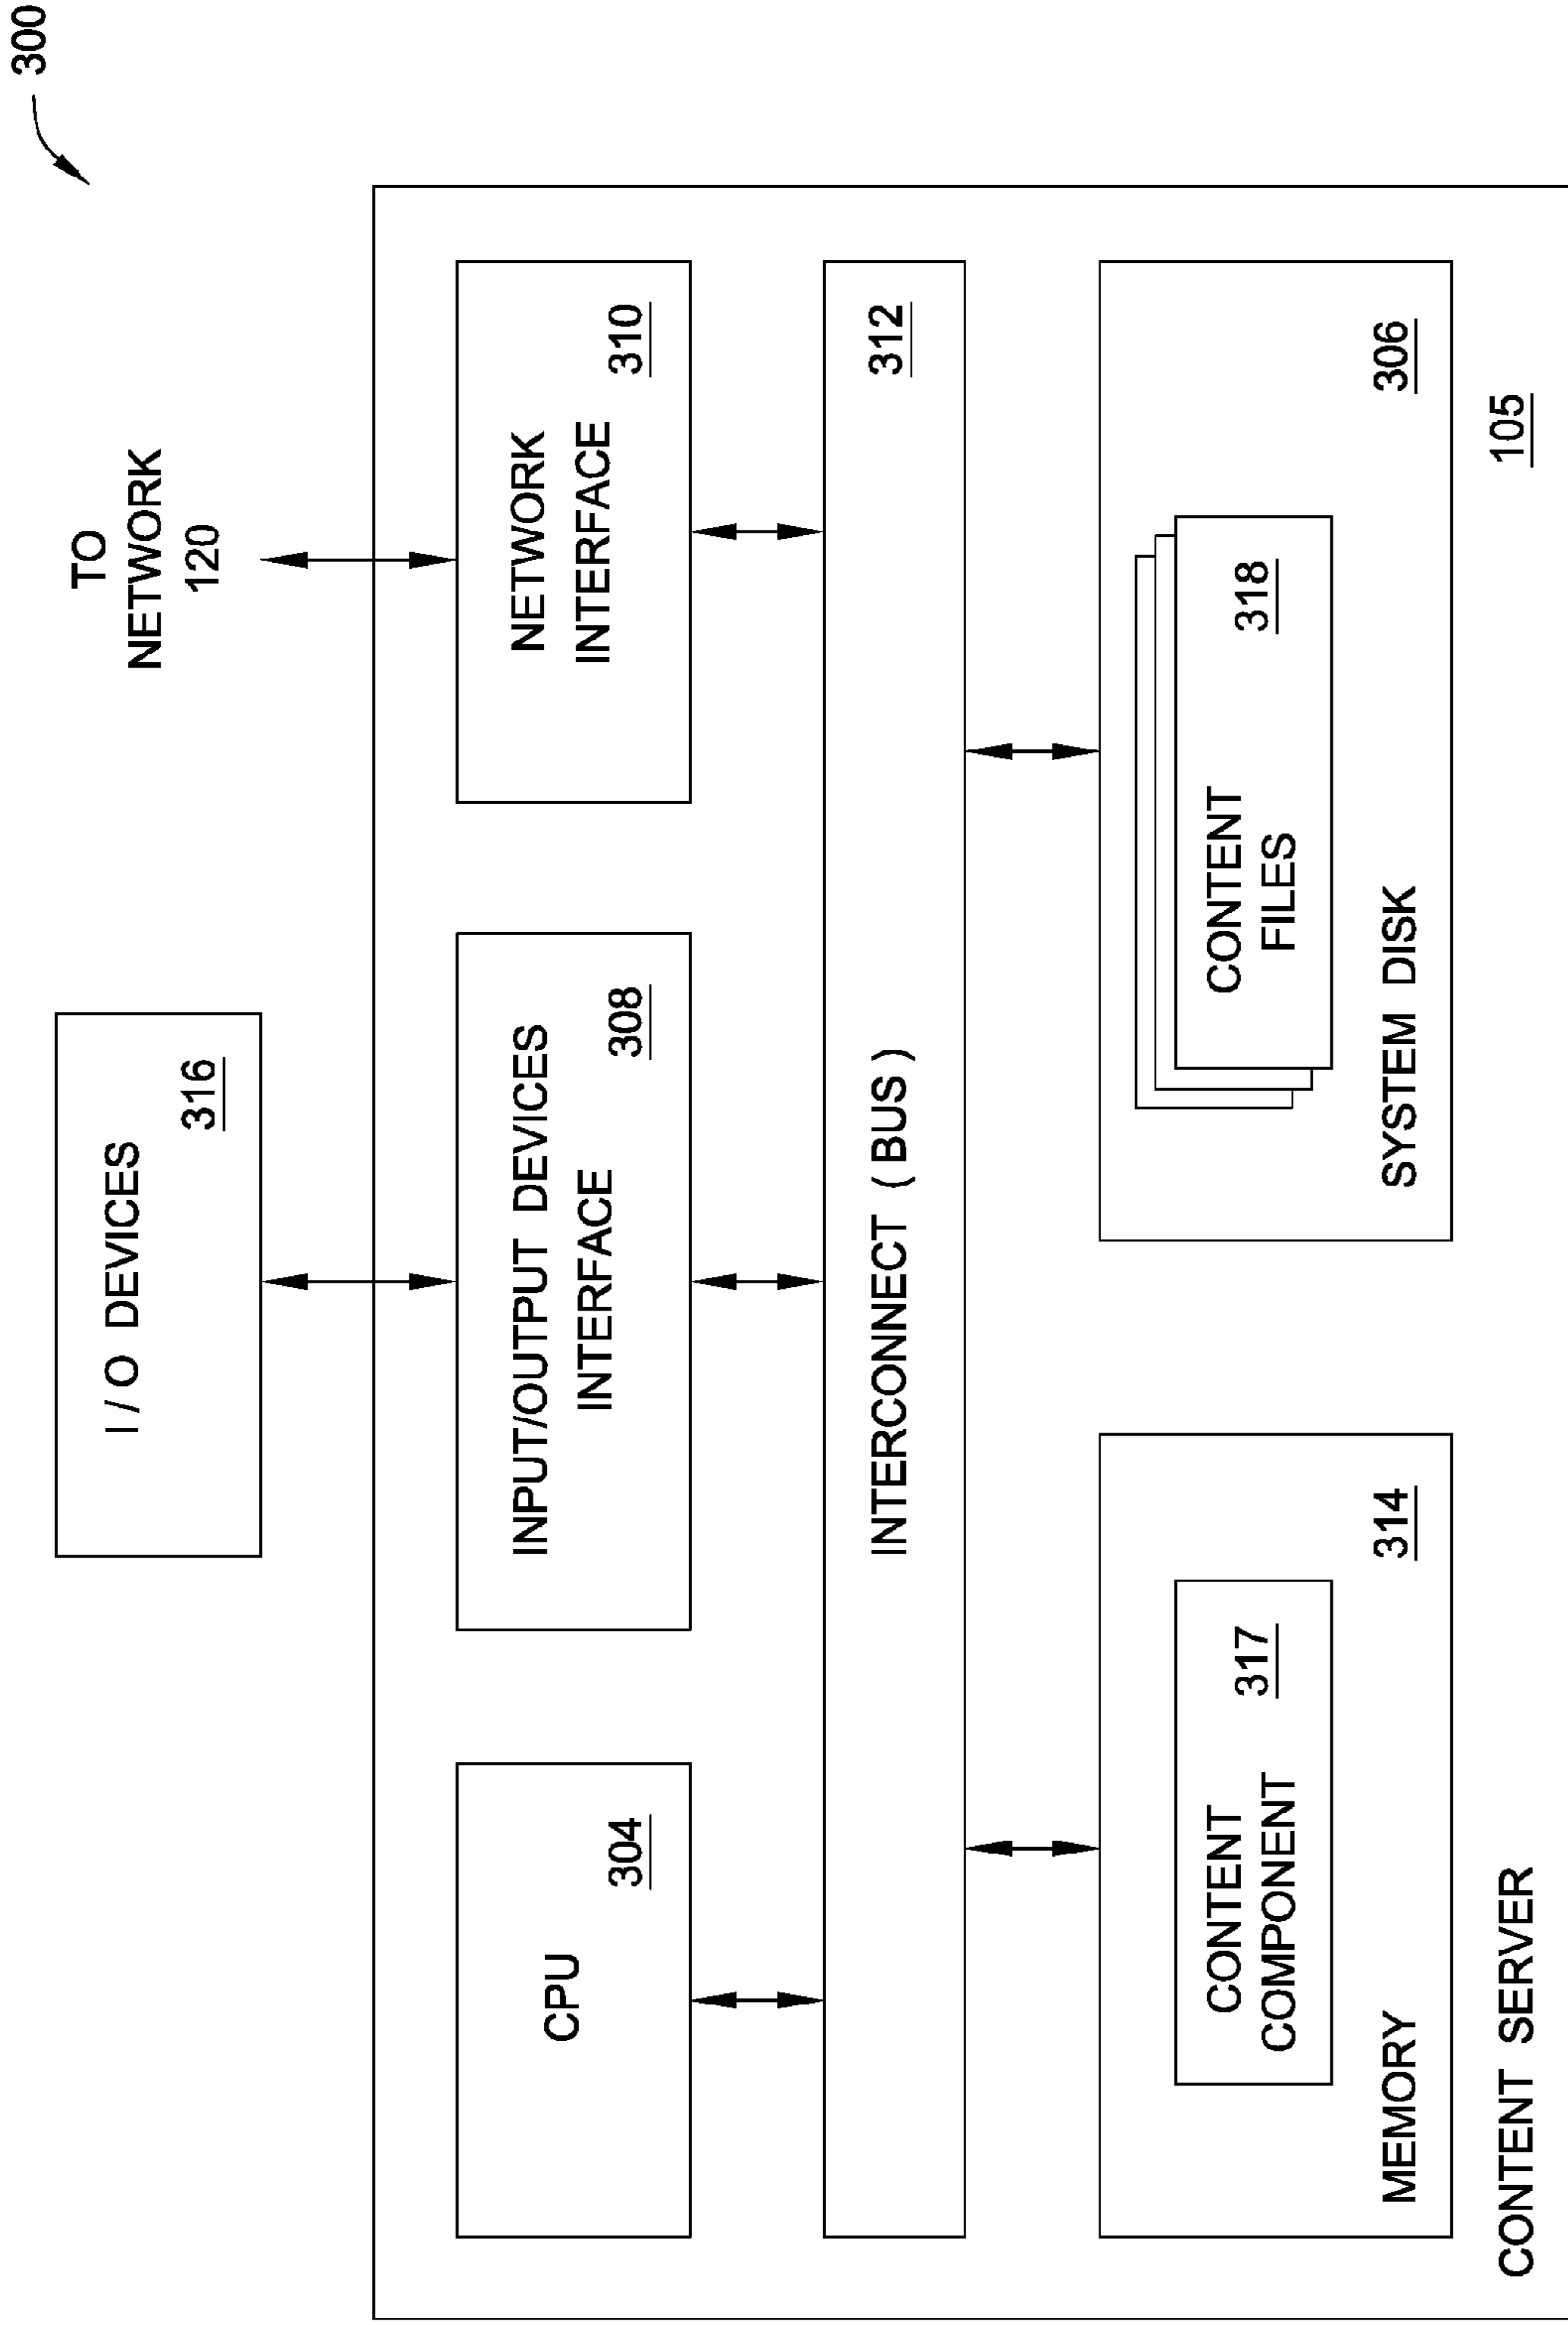 300
TO
NETWORK
120
I / O DEVICES
316
CPU
304
INPUT/OUTPUT DEVICES
INTERFACE
308
NETWORK
INTERFACE
310
INTERCONNECT ( BUS )
312
CONTENT
COMPONENT
317
MEMORY
314
CONTENT
FILES
318
SYSTEM DISK
306
CONTENT SERVER
105